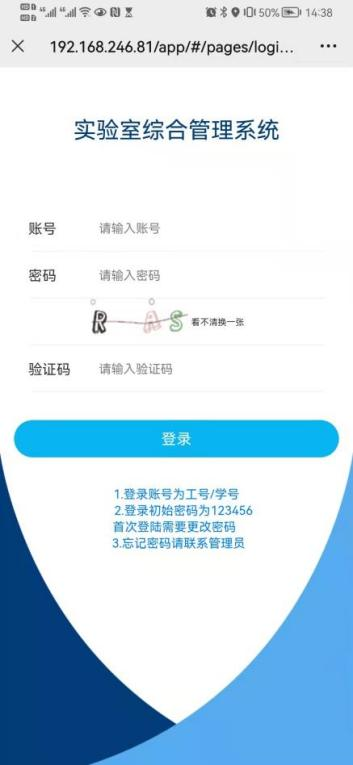 50% 14:38
192.168.246.81/app/#/pages/logi...
实验室综合管理系统
账号 请输入账号
密码 请输入密码
R A S 看不清换一张
验证码 请输入验证码
登录
1.登录账号为工号/学号
2.登录初始密码为123456
首次登陆需要更改密码
3.忘记密码请联系管理员